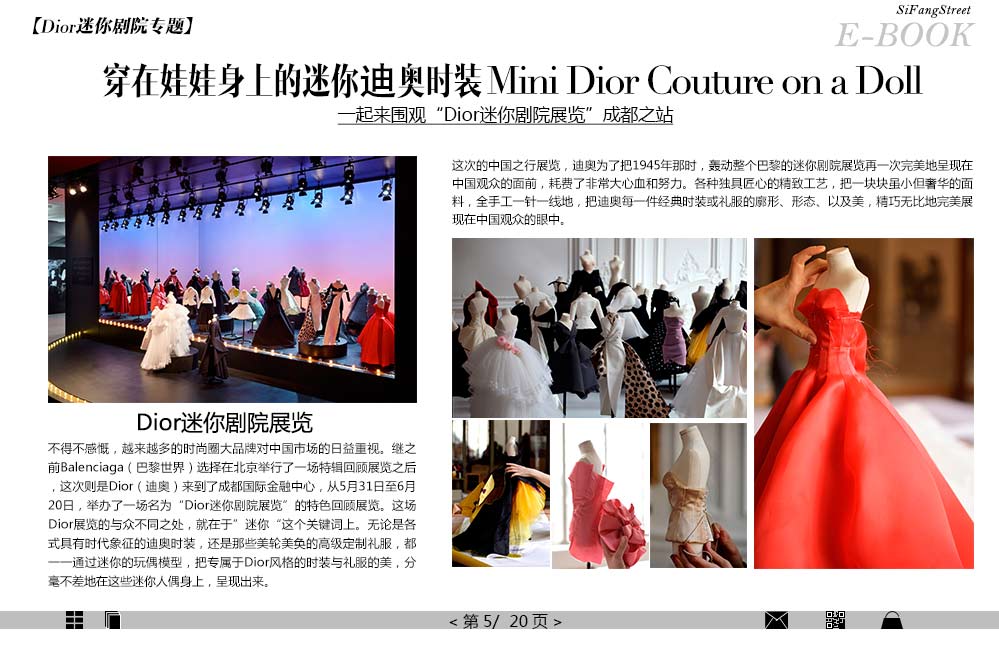 【Dior迷你剧院专题】
SiFangStreet
E-BOOK
穿在娃娃身上的迷你迪奥时装 Mini Dior Couture on a Doll
一起来围观“Dior迷你剧院展览”成都之站
这次的中国之行展览，迪奥为了把1945年那时，轰动整个巴黎的迷你剧院展览再一次完美地呈现在
中国观众的面前，耗费了非常大心血和努力。各种独具匠心的精致工艺，把一块块虽小但奢华的面
料，全手工一针一线地，把迪奥每一件经典时装或礼服的廓形、形态、以及美，精巧无比地完美展
现在中国观众的眼中。
Dior迷你剧院展览
不得不感慨，越来越多的时尚圈大品牌对中国市场的日益重视。继之
前Balenciaga（巴黎世界）选择在北京举行了一场特辑回顾展览之后
，这次则是Dior（迪奥）来到了成都国际金融中心，从5月31日至6月
20日，举办了一场名为“Dior迷你剧院展览”的特色回顾展览。这场
Dior展览的与众不同之处，就在于”迷你“这个关键词上。无论是各
式具有时代象征的迪奥时装，还是那些美轮美奂的高级定制礼服，都
一一通过迷你的玩偶模型，把专属于Dior风格的时装与礼服的美，分
毫不差地在这些迷你人偶身上，呈现出来。
< 第 5/ 20 页 >